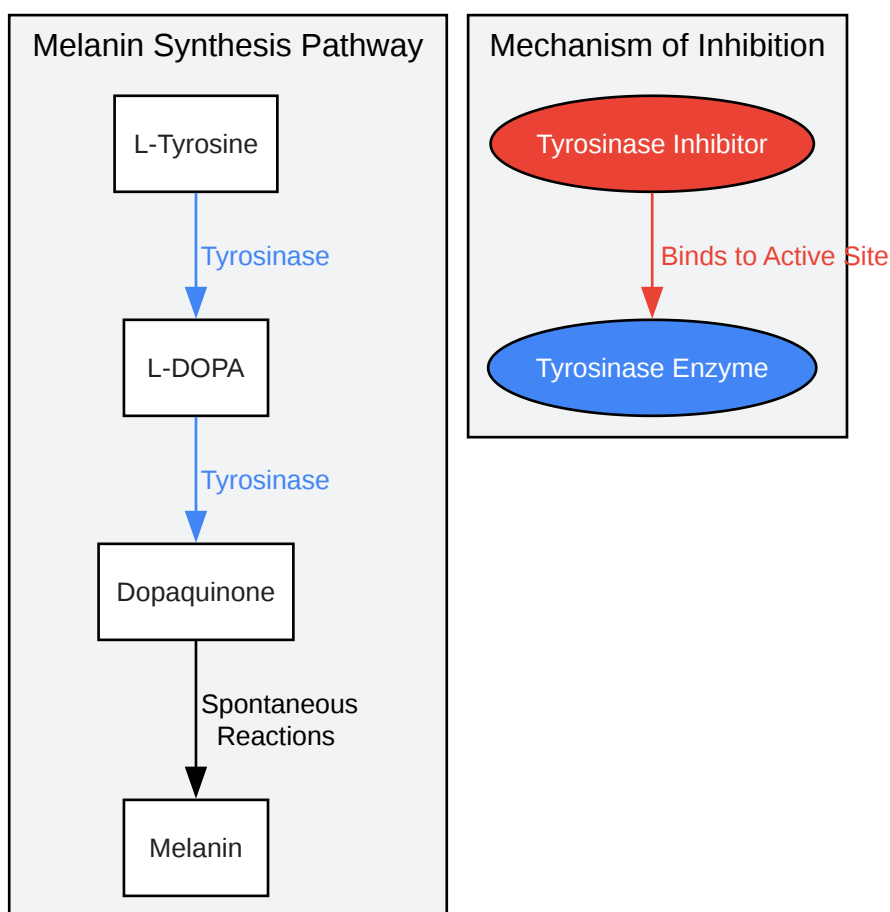 Melanin Synthesis Pathway
L-Tyrosine
Tyrosinase
L-DOPA
Tyrosinase
Dopaquinone
Spontaneous
Reactions
Melanin
Mechanism of Inhibition
Tyrosinase Inhibitor
Binds to Active Site
Tyrosinase Enzyme